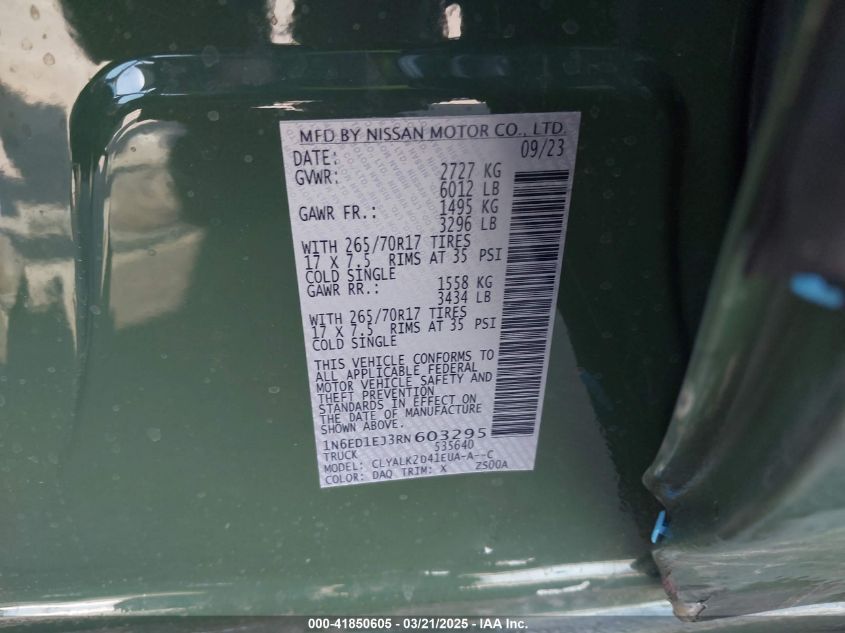 MFD BY NISSAN MOTOR CO., LTD.
DATE: 09/23
GVWR: 2727 KG
6012 LB
GAWR FR.: 1495 KG
3296 LB
WITH 265/70R17 TIRES
17 X 7.5 RIMS AT 35 PSI
COLD SINGLE
GAWR RR.: 1558 KG
3434 LB
WITH 265/70R17 TIRES
17 X 7.5 RIMS AT 35 PSI
COLD SINGLE
THIS VEHICLE CONFORMS TO
ALL APPLICABLE FEDERAL
MOTOR VEHICLE SAFETY AND
THEFT PREVENTION
STANDARDS IN EFFECT ON
THE DATE OF MANUFACTURE
SHOWN ABOVE.
1N6ED1EJ3RN603295
TRUCK 535640
MODEL: CLYALK2D41EUA-A--C
COLOR: DAQ TRIM: X ZS00A
000-41850605 - 03/21/2025 - IAA Inc.